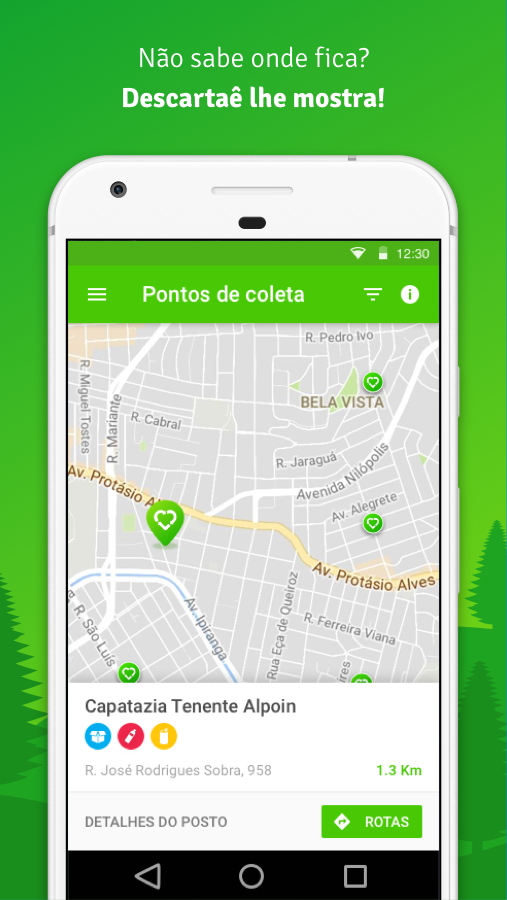 Não sabe onde fica?
Descartaê lhe mostra!
12:30
Pontos de coleta
R. Pedro Ivo
R. Miguel Tostes
R. Mariante
R. Cabral
BELA VISTA
R. Jaraguá
Avenida Nilópolis
Av. Alegrete
Av. Protásio Alves
Av. Protásio Alves
Av. Ipiranga
R. São Luís
Rua Eça de Queiroz
R. Ferreira Viana
Capatazia Tenente Alpoin
R. José Rodrigues Sobra, 958
1.3 Km
DETALHES DO POSTO
ROTAS